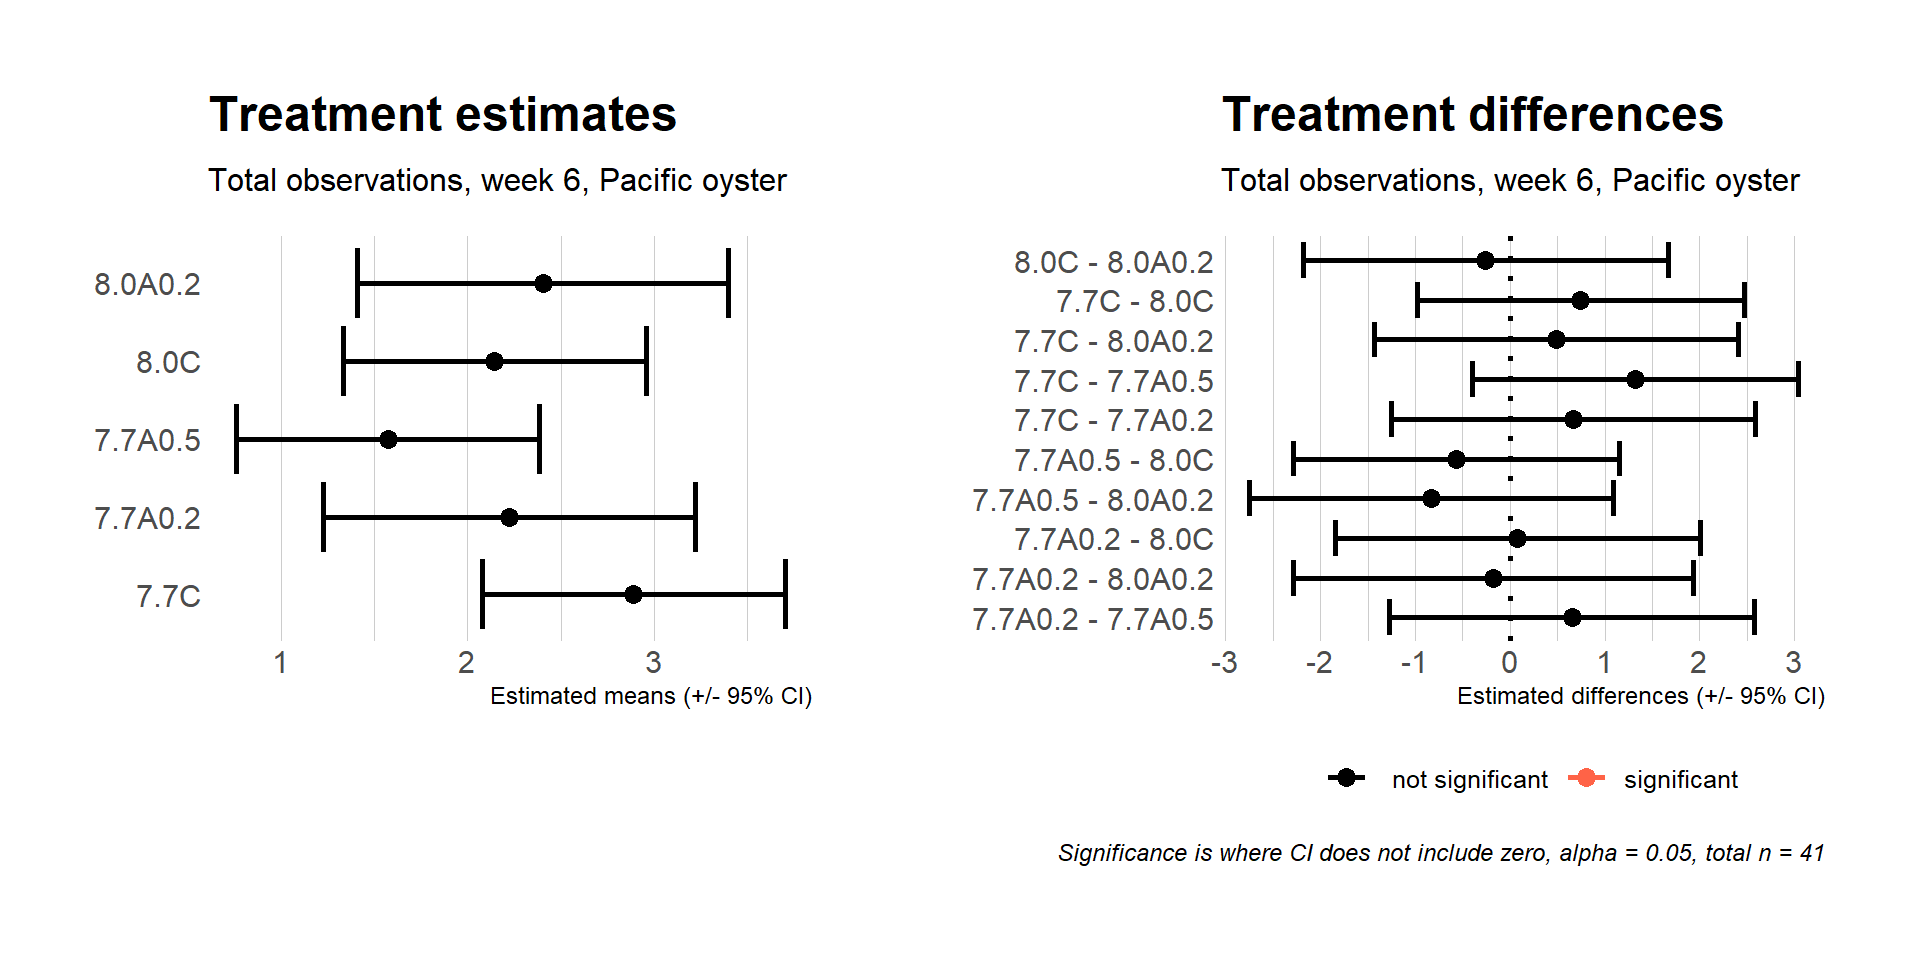 Treatment estimates
Total observations, week 6, Pacific oyster
8.0A0.2
8.0C
7.7A0.5
7.7A0.2
7.7C
1 2 3
Estimated means (+/- 95% CI)
Treatment differences
Total observations, week 6, Pacific oyster
8.0C - 8.0A0.2
7.7C - 8.0C
7.7C - 8.0A0.2
7.7C - 7.7A0.5
7.7C - 7.7A0.2
7.7A0.5 - 8.0C
7.7A0.5 - 8.0A0.2
7.7A0.2 - 8.0C
7.7A0.2 - 8.0A0.2
7.7A0.2 - 7.7A0.5
-3 -2 -1 0 1 2 3
Estimated differences (+/- 95% CI)
not significant significant
Significance is where CI does not include zero, alpha = 0.05, total n = 41